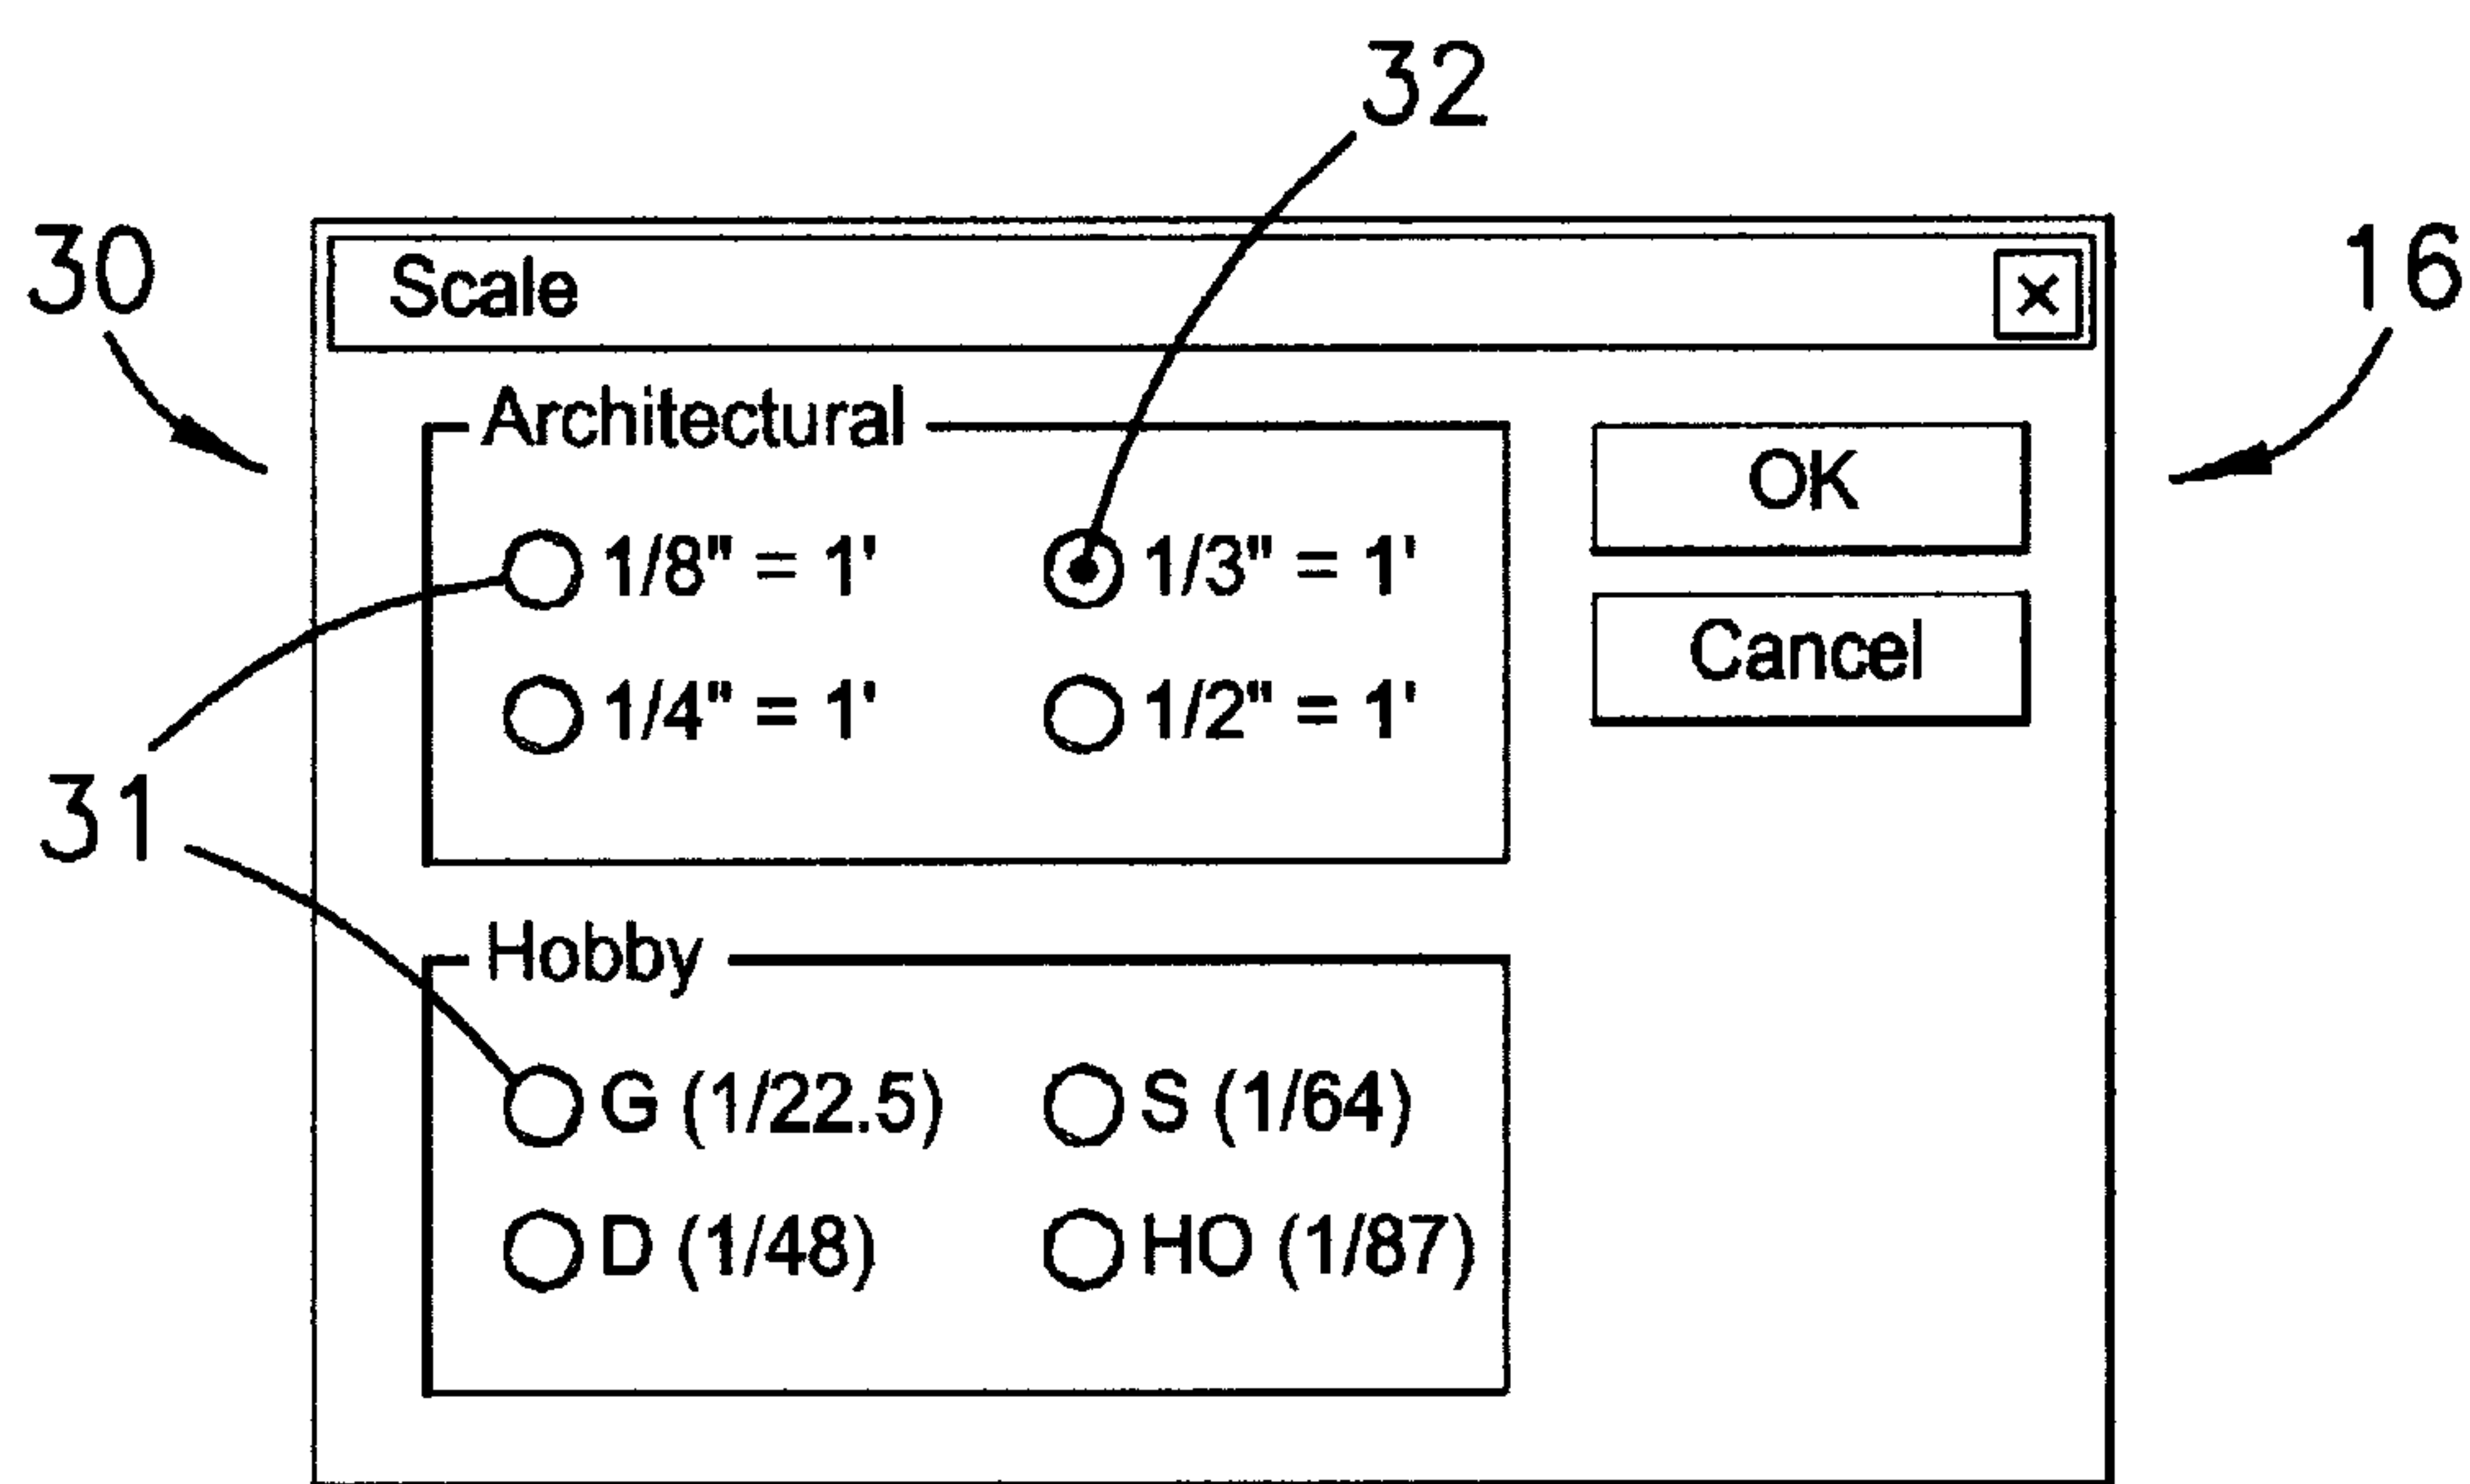 32
30
16
Scale
Architectural
OK
1/8" = 1' 1/3" = 1'
Cancel
1/4" = 1' 1/2" = 1'
31
Hobby
G (1/22.5) S (1/64)
D (1/48) HO (1/87)